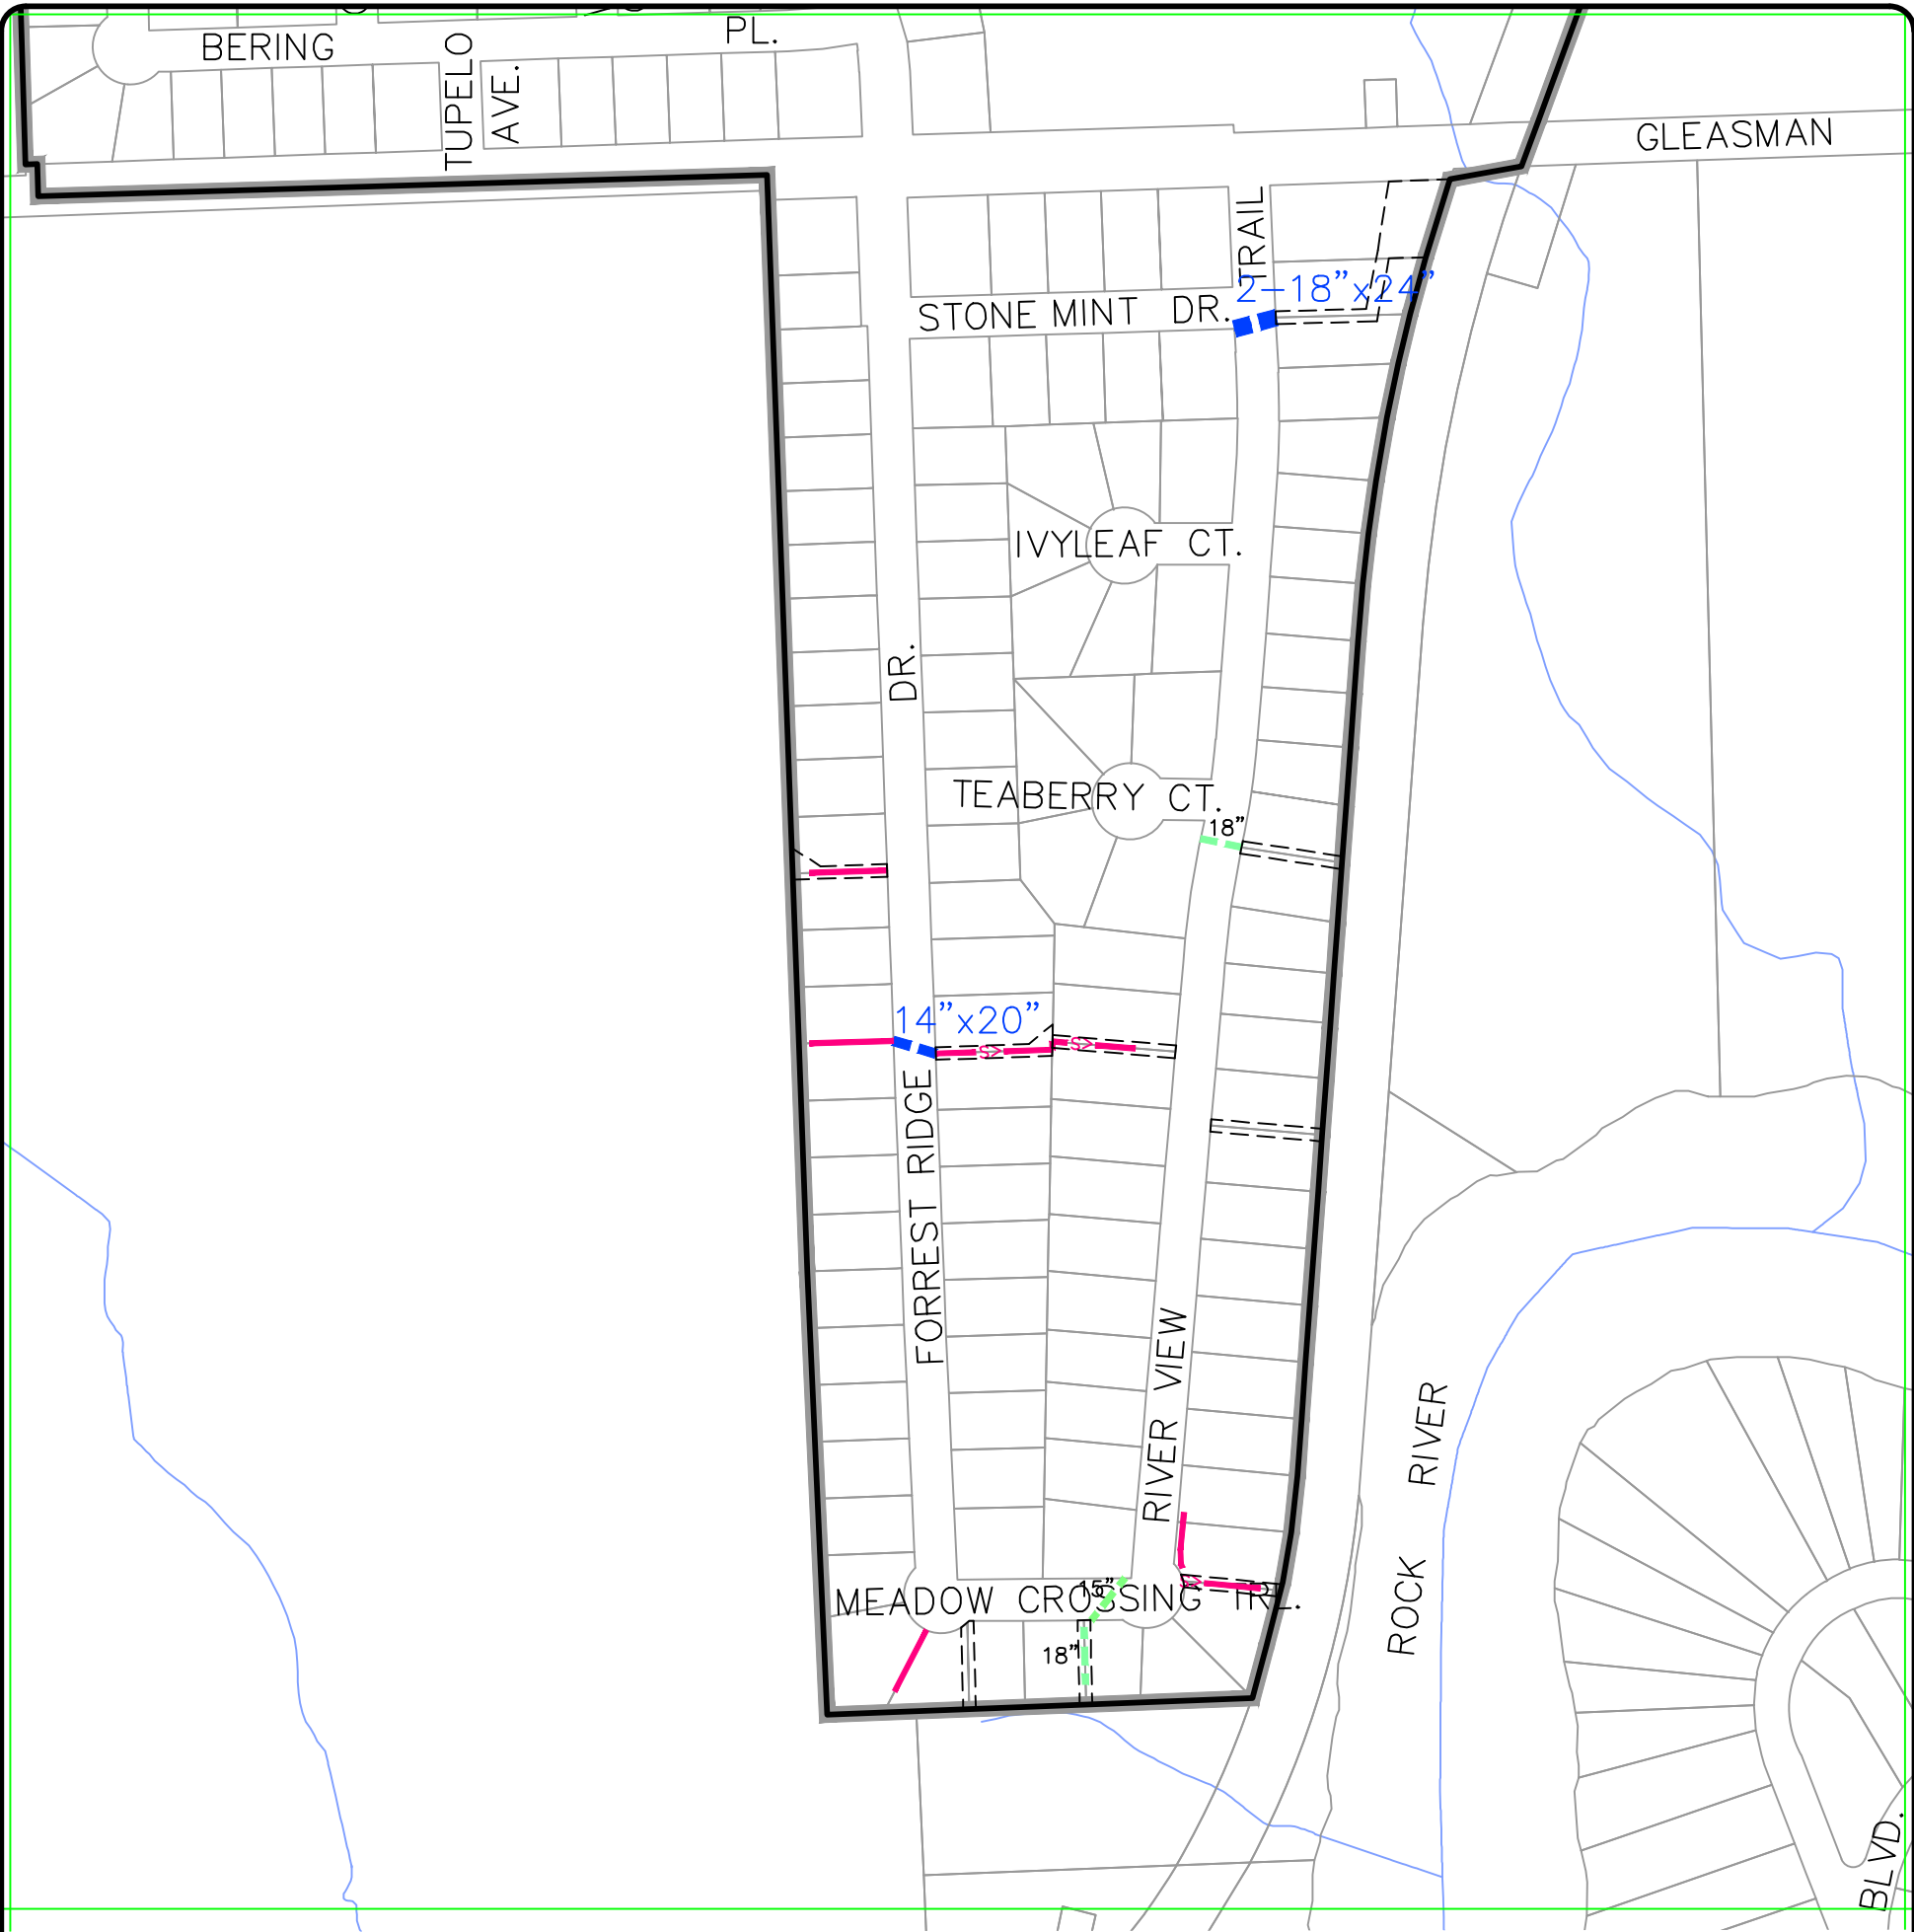 BERING
PL.
TUPELO
AVE.
GLEASMAN
TRAIL
2-18"x24"
STONE MINT DR.
IVYLEAF CT.
DR.
TEABERRY CT.
18"
14"x20"
FORREST RIDGE
RIVER VIEW
ROCK RIVER
15"
MEADOW CROSSING TRL.
18"
BLVD.